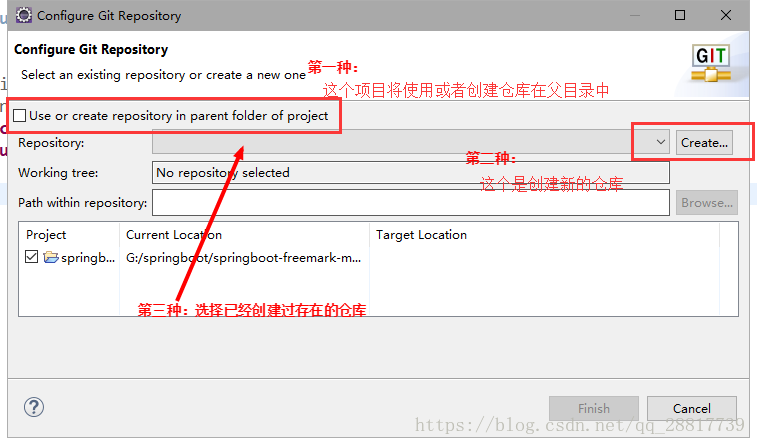 Configure Git Repository
Configure Git Repository
Select an existing repository or create a new one
第一种：
这个项目将使用或者创建仓库在父目录中
GIT
Use or create repository in parent folder of project
Repository:
Create...
第二种：
Working tree:
No repository selected
这个是创建新的仓库
Path within repository:
Browse...
Project Current Location Target Location
springb... G:/springboot/springboot-freemark-m...
第三种：选择已经创建过存在的仓库
?
Finish Cancel
https://blog.csdn.net/qq_28817739